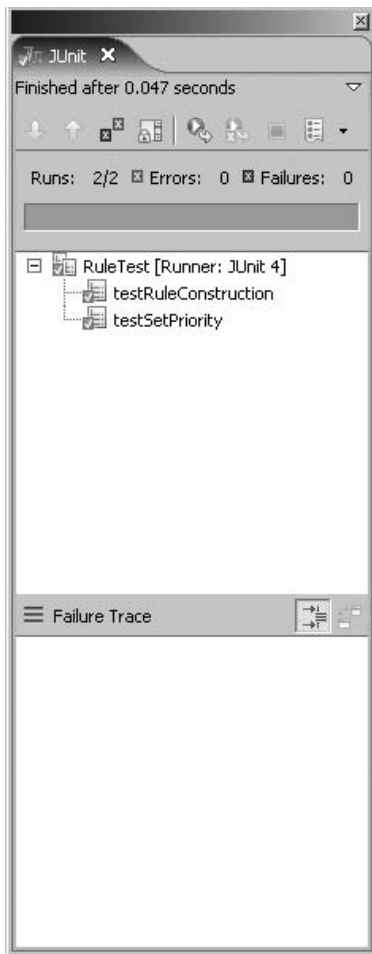 JUnit
Finished after 0.047 seconds
Runs: 2/2 Errors: 0 Failures: 0
RuleTest [Runner: JUnit 4]
testRuleConstruction
testSetPriority
Failure Trace